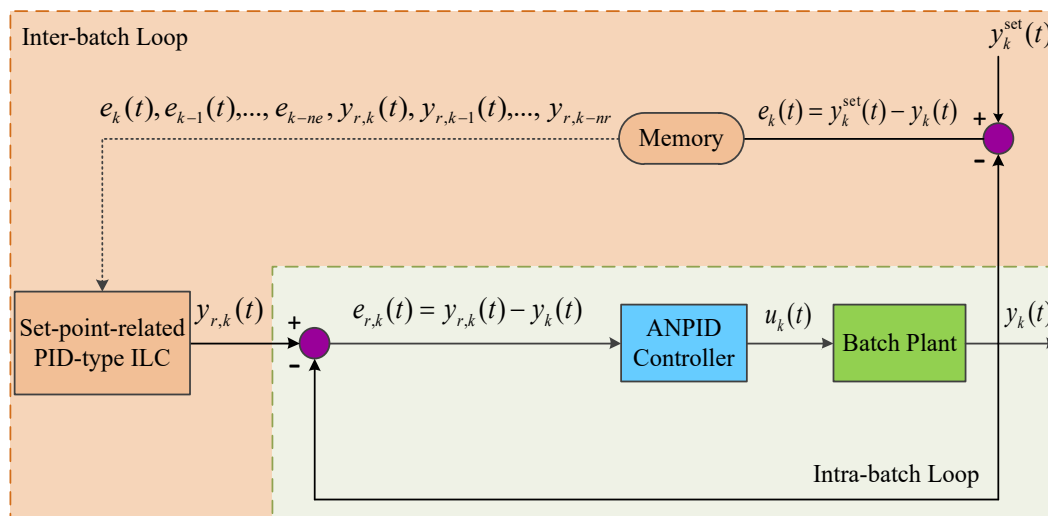 Inter-batch Loop
y_k^set(t)
e_k(t), e_{k-1}(t),..., e_{k-ne}, y_{r,k}(t), y_{r,k-1}(t),..., y_{r,k-nr}
Memory
e_k(t) = y_k^set(t) − y_k(t)
+
-
Set-point-related
PID-type ILC
y_{r,k}(t)
+
-
e_{r,k}(t) = y_{r,k}(t) − y_k(t)
ANPID
Controller
u_k(t)
Batch Plant
y_k(t)
Intra-batch Loop